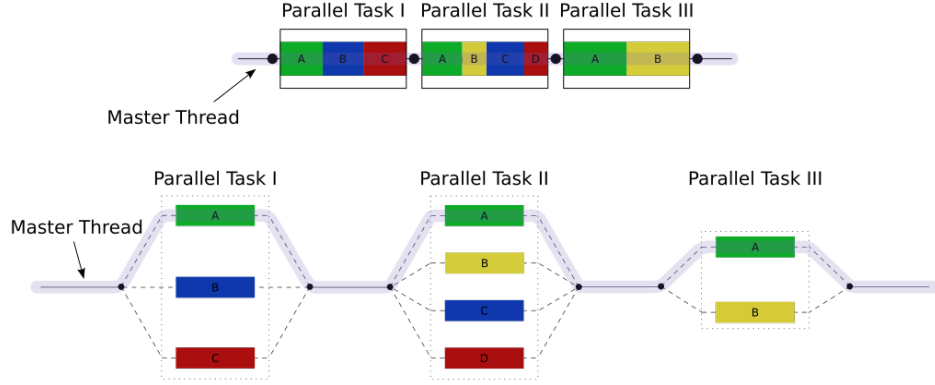 Parallel Task I Parallel Task II Parallel Task III
A B C A B C D A B
Master Thread
Parallel Task I Parallel Task II Parallel Task III
A A
Master Thread
B A
B C B
C D